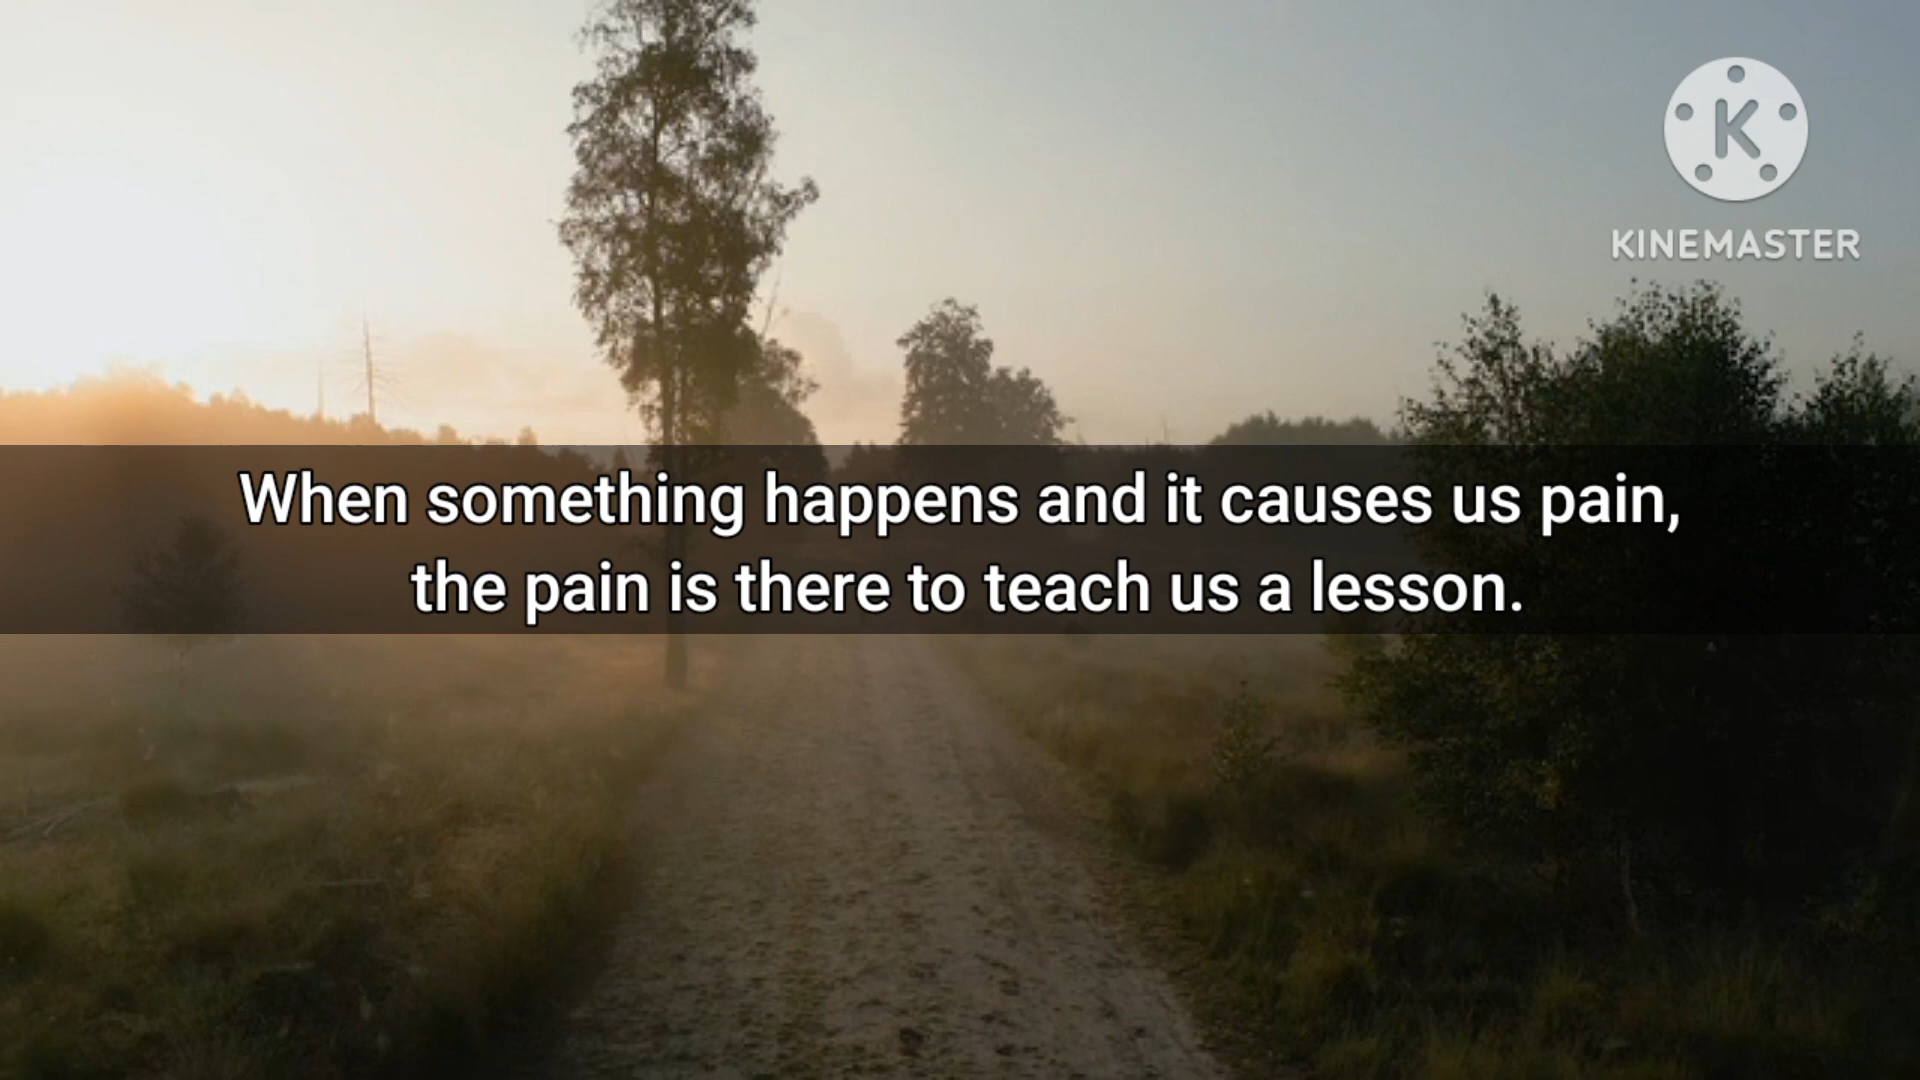 K
KINEMASTER
When something happens and it causes us pain,
the pain is there to teach us a lesson.